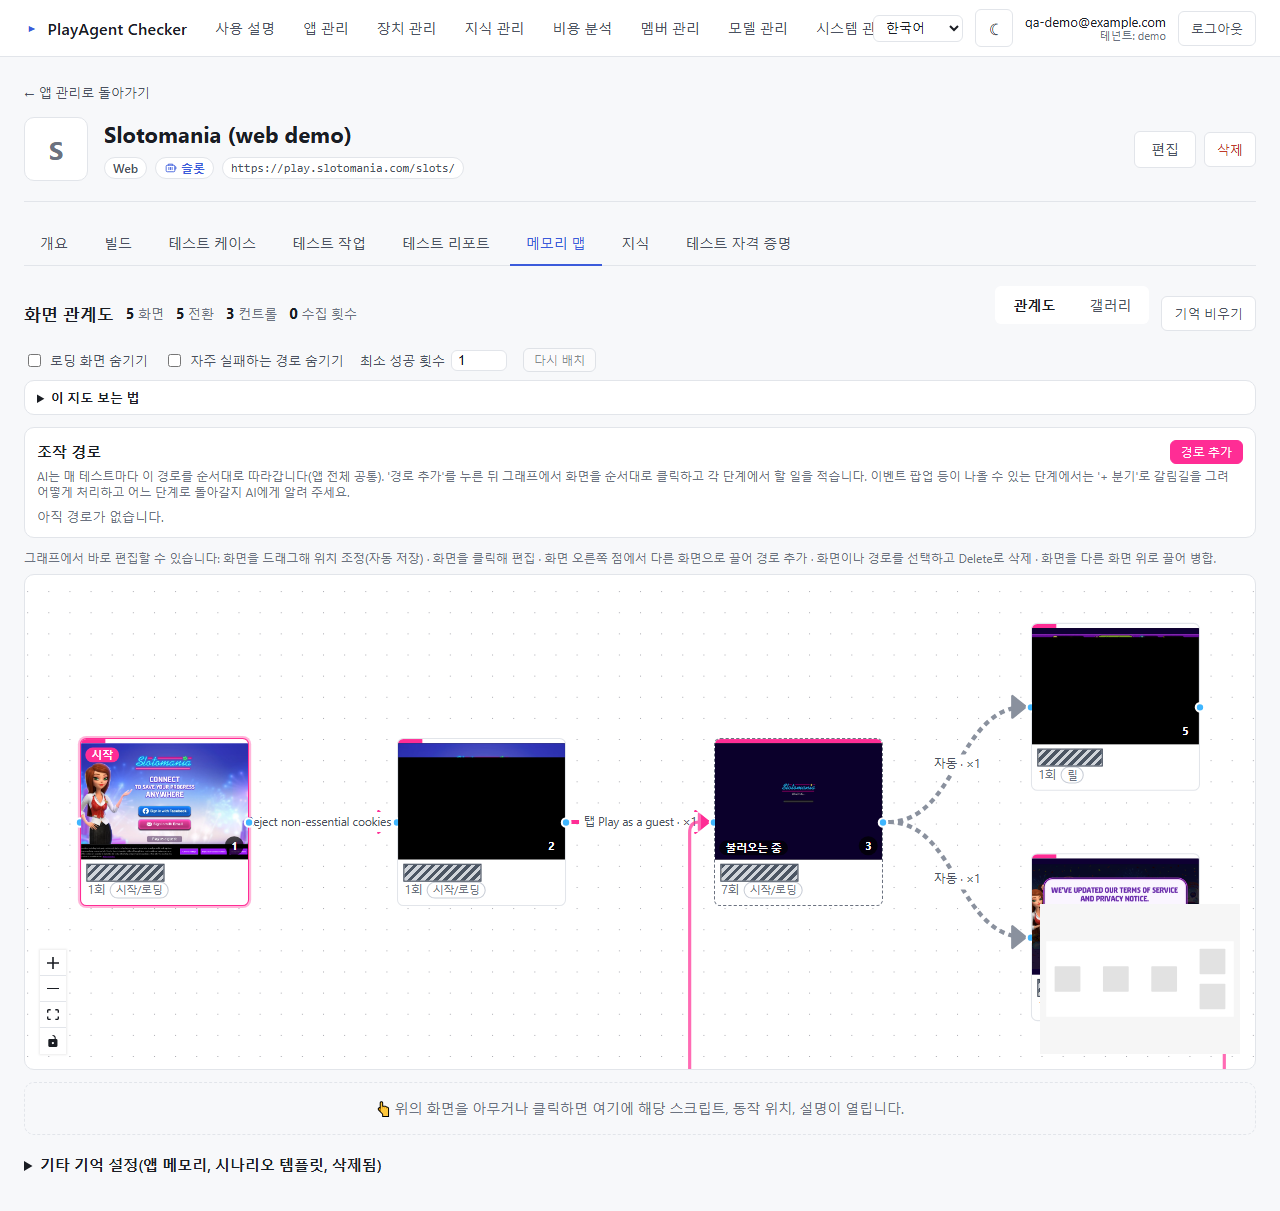 PlayAgent Checker
사용 설명
앱 관리
장치 관리
지식 관리
비용 분석
멤버 관리
모델 관리
시스템 관
한국어
qa-demo@example.com
테넌트: demo
로그아웃
← 앱 관리로 돌아가기
S
Slotomania (web demo)
Web
슬롯
https://play.slotomania.com/slots/
편집
삭제
개요
빌드
테스트 케이스
테스트 작업
테스트 리포트
메모리 맵
지식
테스트 자격 증명
화면 관계도 5 화면 5 전환 3 컨트롤 0 수집 횟수
관계도
갤러리
기억 비우기
로딩 화면 숨기기
자주 실패하는 경로 숨기기
최소 성공 횟수 1
다시 배치
▶ 이 지도 보는 법
조작 경로
경로 추가
AI는 매 테스트마다 이 경로를 순서대로 따라갑니다(앱 전체 공통). '경로 추가'를 누른 뒤 그래프에서 화면을 순서대로 클릭하고 각 단계에서 할 일을 적습니다. 이벤트 팝업 등이 나올 수 있는 단계에서는 '+ 분기'로 갈림길을 그려
어떻게 처리하고 어느 단계로 돌아갈지 AI에게 알려 주세요.
아직 경로가 없습니다.
그래프에서 바로 편집할 수 있습니다: 화면을 드래그해 위치 조정(자동 저장) · 화면을 클릭해 편집 · 화면 오른쪽 점에서 다른 화면으로 끌어 경로 추가 · 화면이나 경로를 선택하고 Delete로 삭제 · 화면을 다른 화면 위로 끌어 병합.
시작
Slotomania
CONNECT
TO SAVE YOUR PROGRESS
ANYWHERE
1
1회 시작/로딩
eject non-essential cookies
2
1회 시작/로딩
탭 Play as a guest · ×1
Slotomania
불러오는 중
3
7회 시작/로딩
자동 · ×1
자동 · ×1
5
1회 릴
WE'VE UPDATED OUR TERMS OF SERVICE
AND PRIVACY NOTICE.
👆 위의 화면을 아무거나 클릭하면 여기에 해당 스크립트, 동작 위치, 설명이 열립니다.
▶ 기타 기억 설정(앱 메모리, 시나리오 템플릿, 삭제됨)